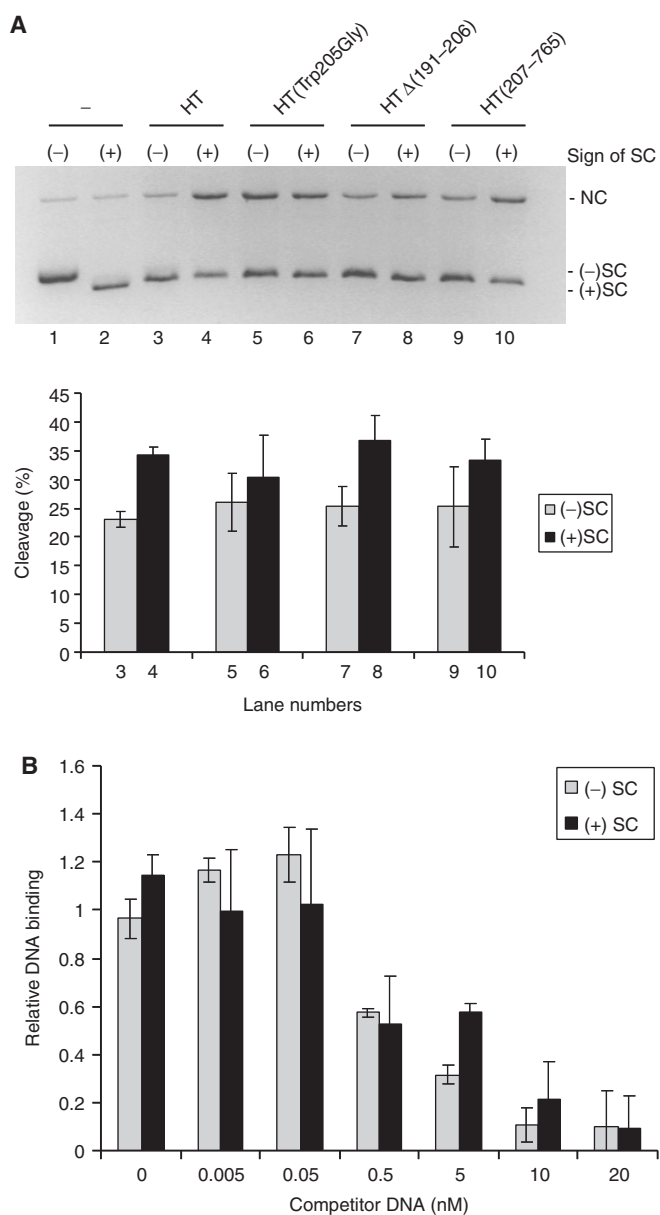 A
– HT HT(Trp205Gly) HTΔ(191–206) HT(207–765)
(–) (+) (–) (+) (–) (+) (–) (+) (–) (+) Sign of SC
- NC
- (–)SC
- (+)SC
1 2 3 4 5 6 7 8 9 10
Cleavage (%)
45
40
35
30
25
20
15
10
5
0
(–)SC
(+)SC
3 4 5 6 7 8 9 10
Lane numbers
B
Relative DNA binding
1.6
1.4
1.2
1
0.8
0.6
0.4
0.2
0
(–) SC
(+) SC
0 0.005 0.05 0.5 5 10 20
Competitor DNA (nM)